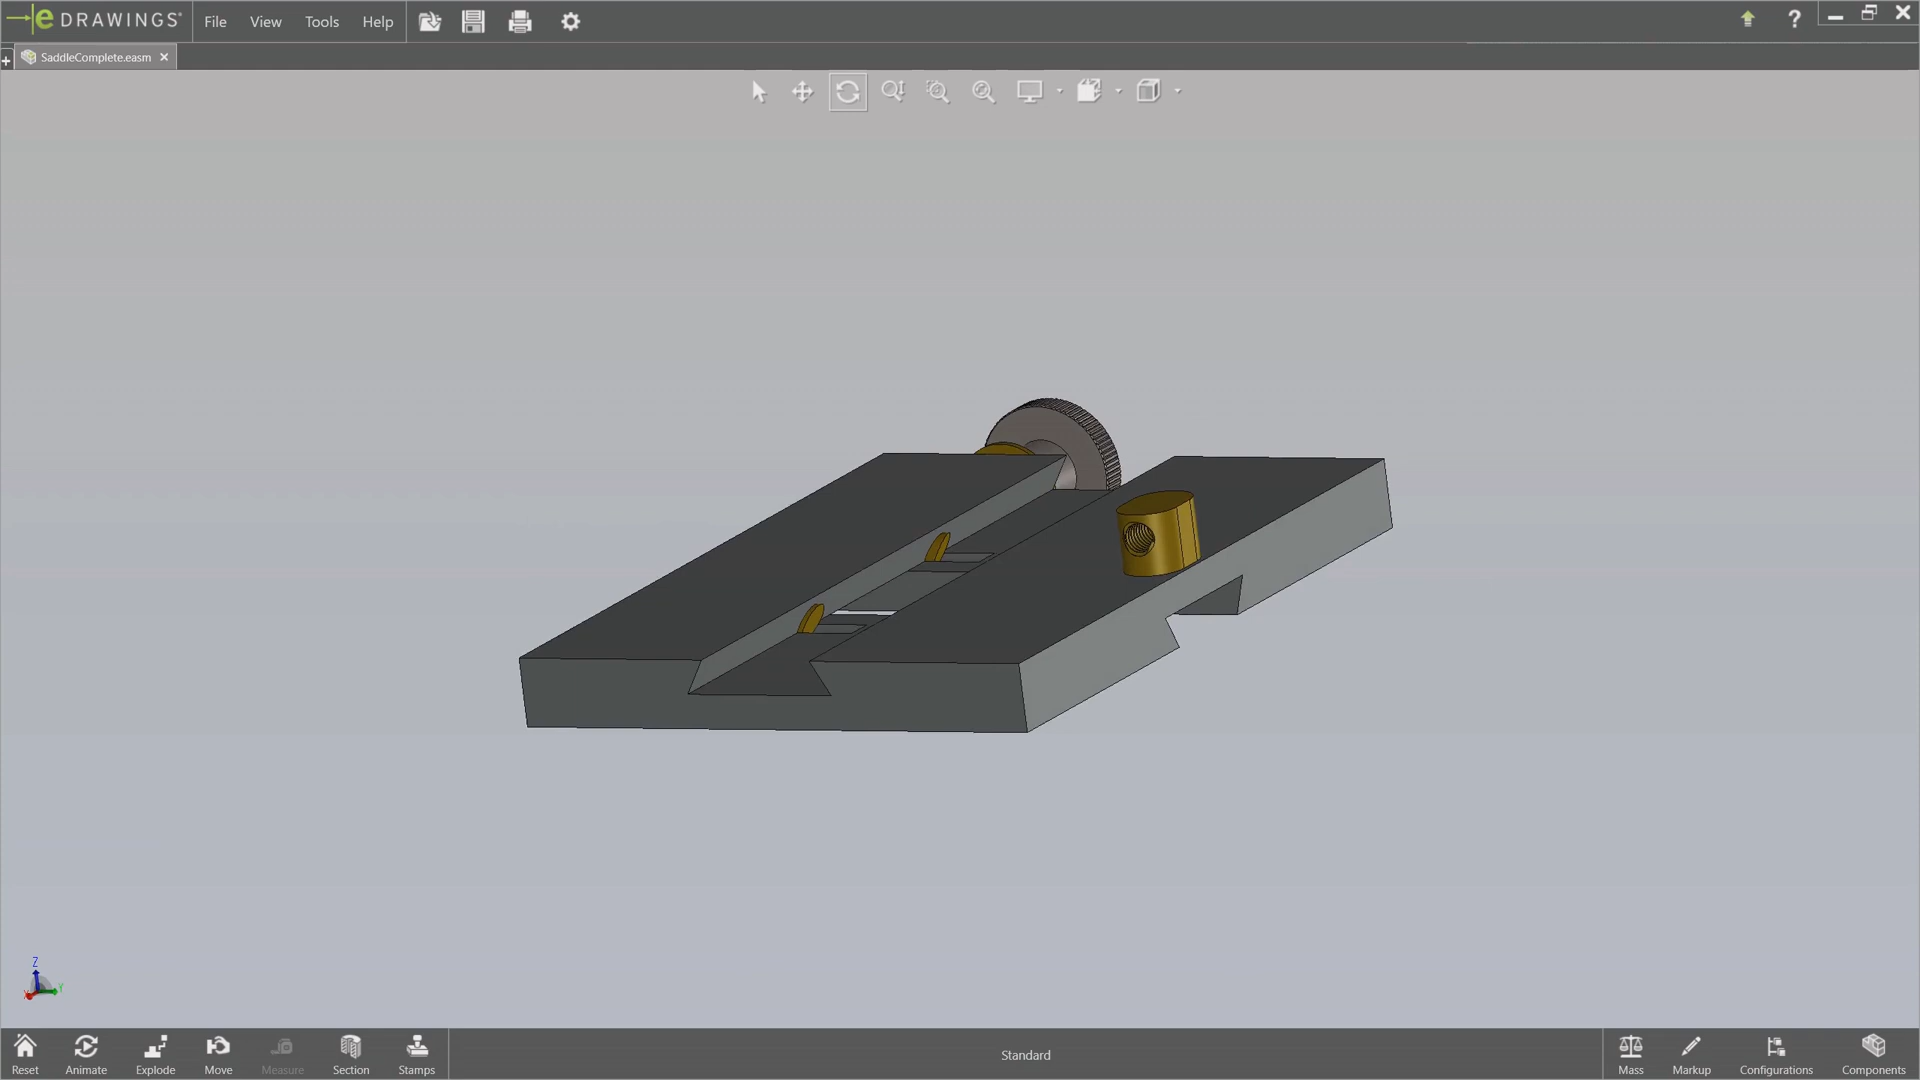 eDRAWINGS® File View Tools Help ?
SaddleComplete.easm
Z
Y
X
Reset Animate Explode Move Measure Section Stamps Standard Mass Markup Configurations Components